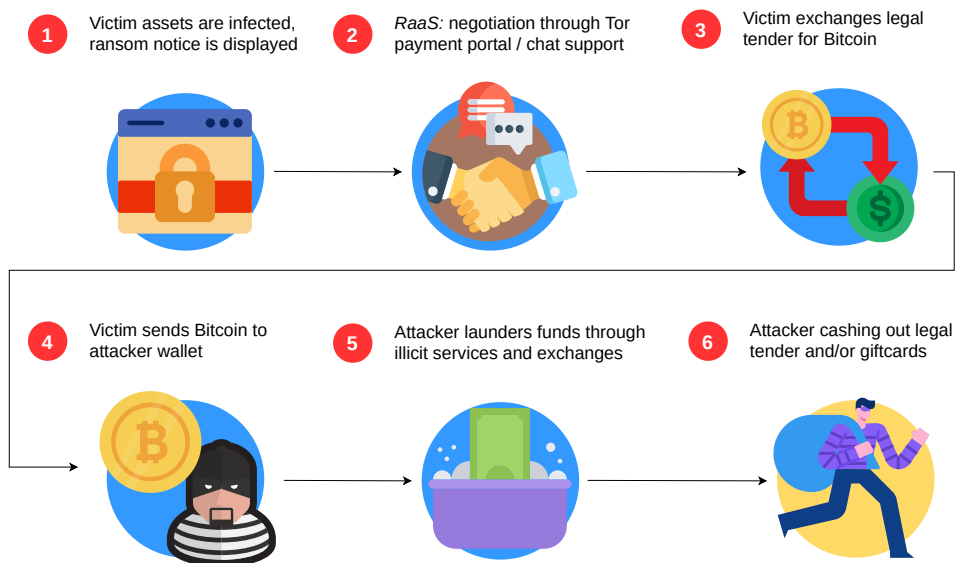 1
Victim assets are infected,
ransom notice is displayed
2
RaaS: negotiation through Tor
payment portal / chat support
3
Victim exchanges legal
tender for Bitcoin
₿
$
4
Victim sends Bitcoin to
attacker wallet
₿
5
Attacker launders funds through
illicit services and exchanges
6
Attacker cashing out legal
tender and/or giftcards